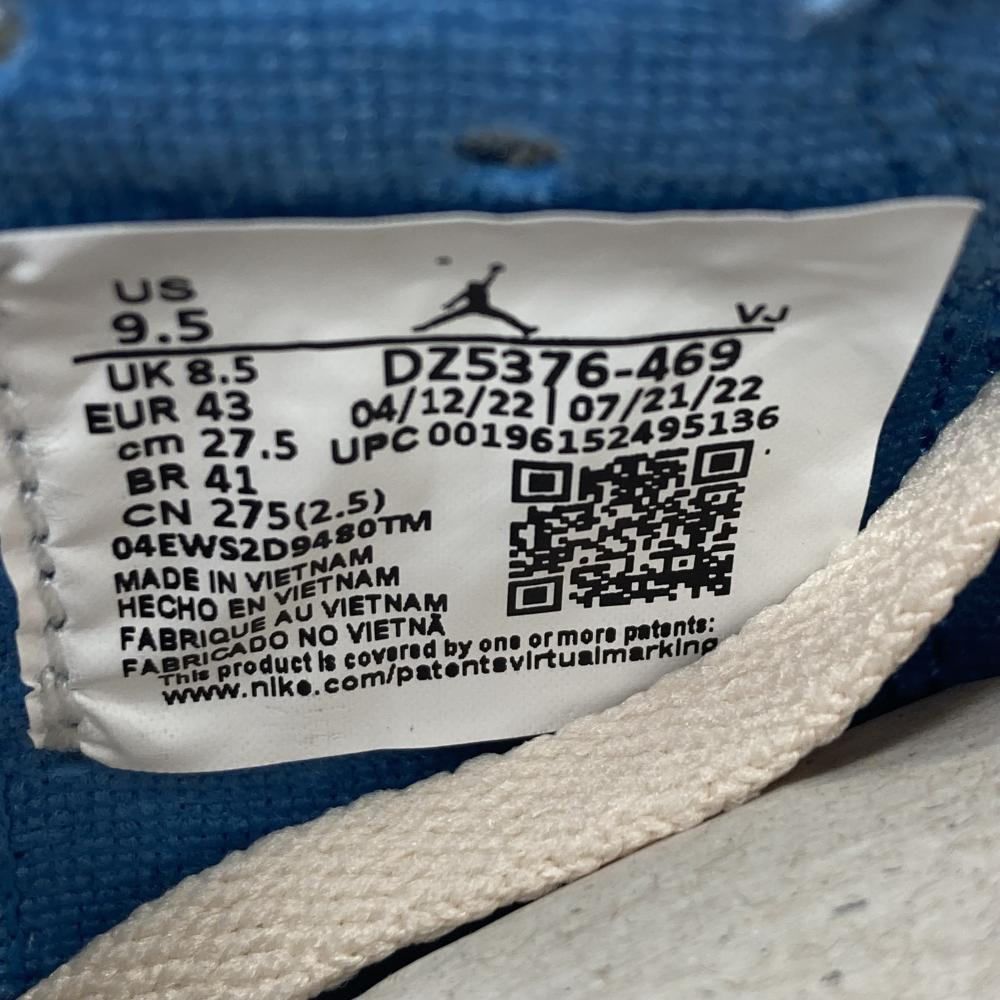 US
9.5
VJ
UK 8.5
EUR 43
cm 27.5
BR 41
CN 275(2.5)
04EWS2D9480TM
MADE IN VIETNAM
HECHO EN VIETNAM
FABRIQUE AU VIETNAM
FABRICADO NO VIETNÃ
DZ5376-469
04/12/22 | 07/21/22
UPC 00196152495136
This product is covered by one or more patents:
www.nike.com/patentsvirtualmarking